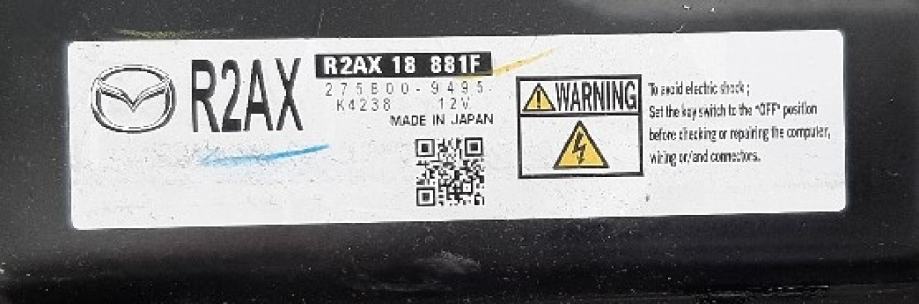 R2AX
R2AX 18 881F
275800-9495
K4238 12V
MADE IN JAPAN
WARNING
To avoid electric shock ;
Set the key switch to the "OFF" position
before checking or repairing the computer,
wiring or/and connectors.